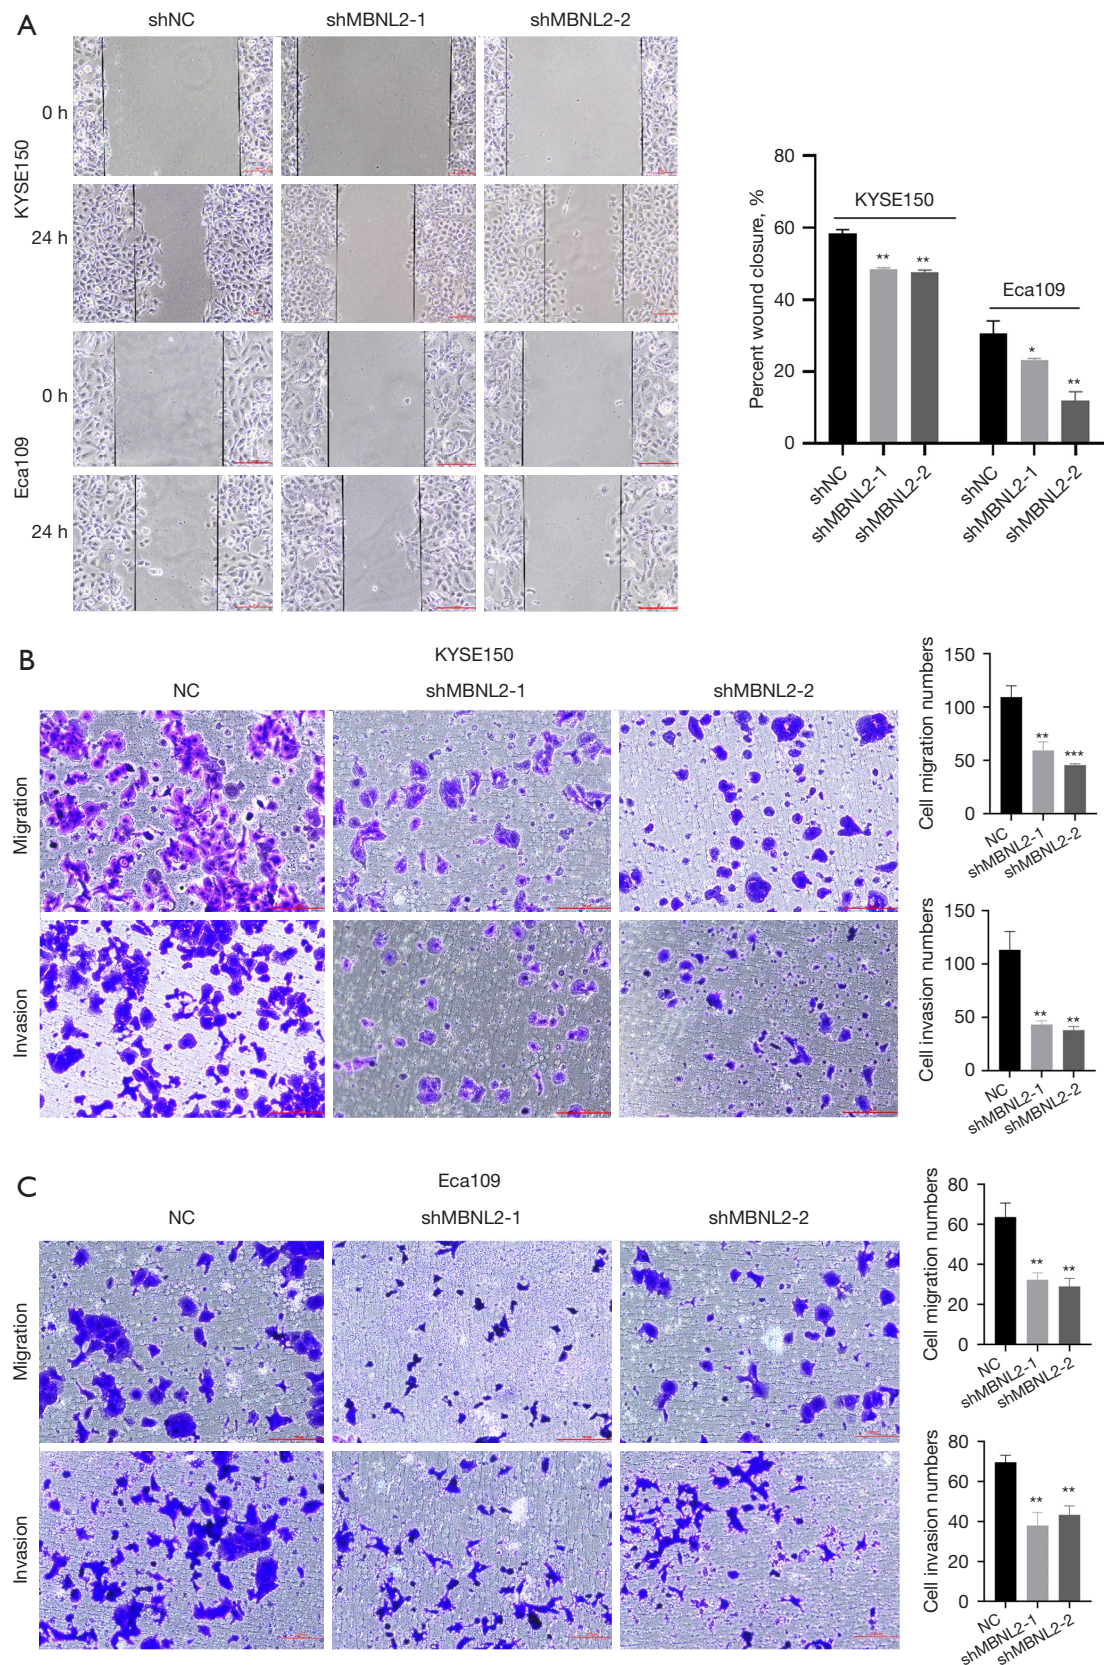 A
shNC
shMBNL2-1
shMBNL2-2
KYSE150
0 h
24 h
Eca109
0 h
24 h
Percent wound closure, %
80
60
40
20
0
KYSE150
**
**
Eca109
*
**
shNC
shMBNL2-1
shMBNL2-2
shNC
shMBNL2-1
shMBNL2-2
B
KYSE150
NC
shMBNL2-1
shMBNL2-2
Migration
Invasion
Cell migration numbers
150
100
50
0
**
***
NC
shMBNL2-1
shMBNL2-2
Cell invasion numbers
150
100
50
0
**
**
NC
shMBNL2-1
shMBNL2-2
C
Eca109
NC
shMBNL2-1
shMBNL2-2
Migration
Invasion
Cell migration numbers
80
60
40
20
0
**
**
NC
shMBNL2-1
shMBNL2-2
Cell invasion numbers
80
60
40
20
0
**
**
NC
shMBNL2-1
shMBNL2-2